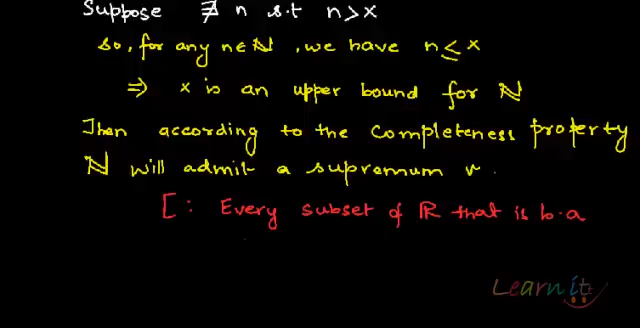 Suppose ∄ n s.t n > x
so, for any n ∈ ℕ, we have n ≤ x
⇒ x is an upper bound for ℕ
Then according to the completeness property
ℕ will admit a supremum r.
[: Every subset of ℝ that is b.a
Learnit